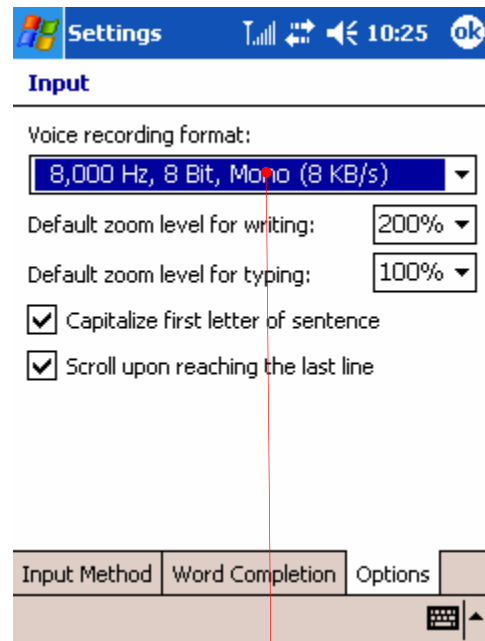 Settings 10:25 ok
Input
Voice recording format:
8,000 Hz, 8 Bit, Mono (8 KB/s)
Default zoom level for writing: 200%
Default zoom level for typing: 100%
Capitalize first letter of sentence
Scroll upon reaching the last line
Input Method Word Completion Options